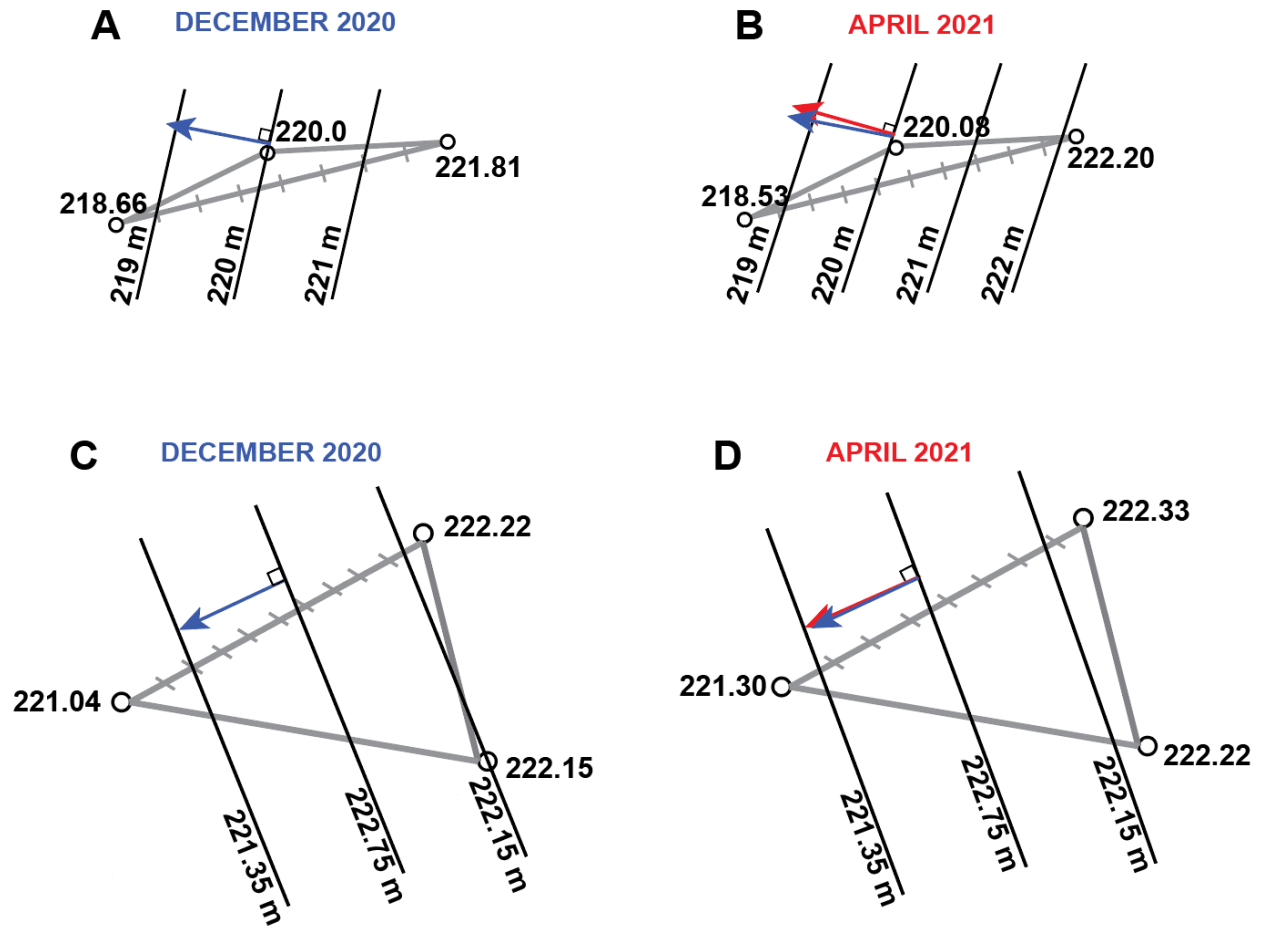 A
DECEMBER 2020
220.0
221.81
218.66
219 m
220 m
221 m
B
APRIL 2021
220.08
222.20
218.53
219 m
220 m
221 m
222 m
C
DECEMBER 2020
222.22
221.04
222.15
221.35 m
222.75 m
222.15 m
D
APRIL 2021
222.33
221.30
222.22
221.35 m
222.75 m
222.15 m